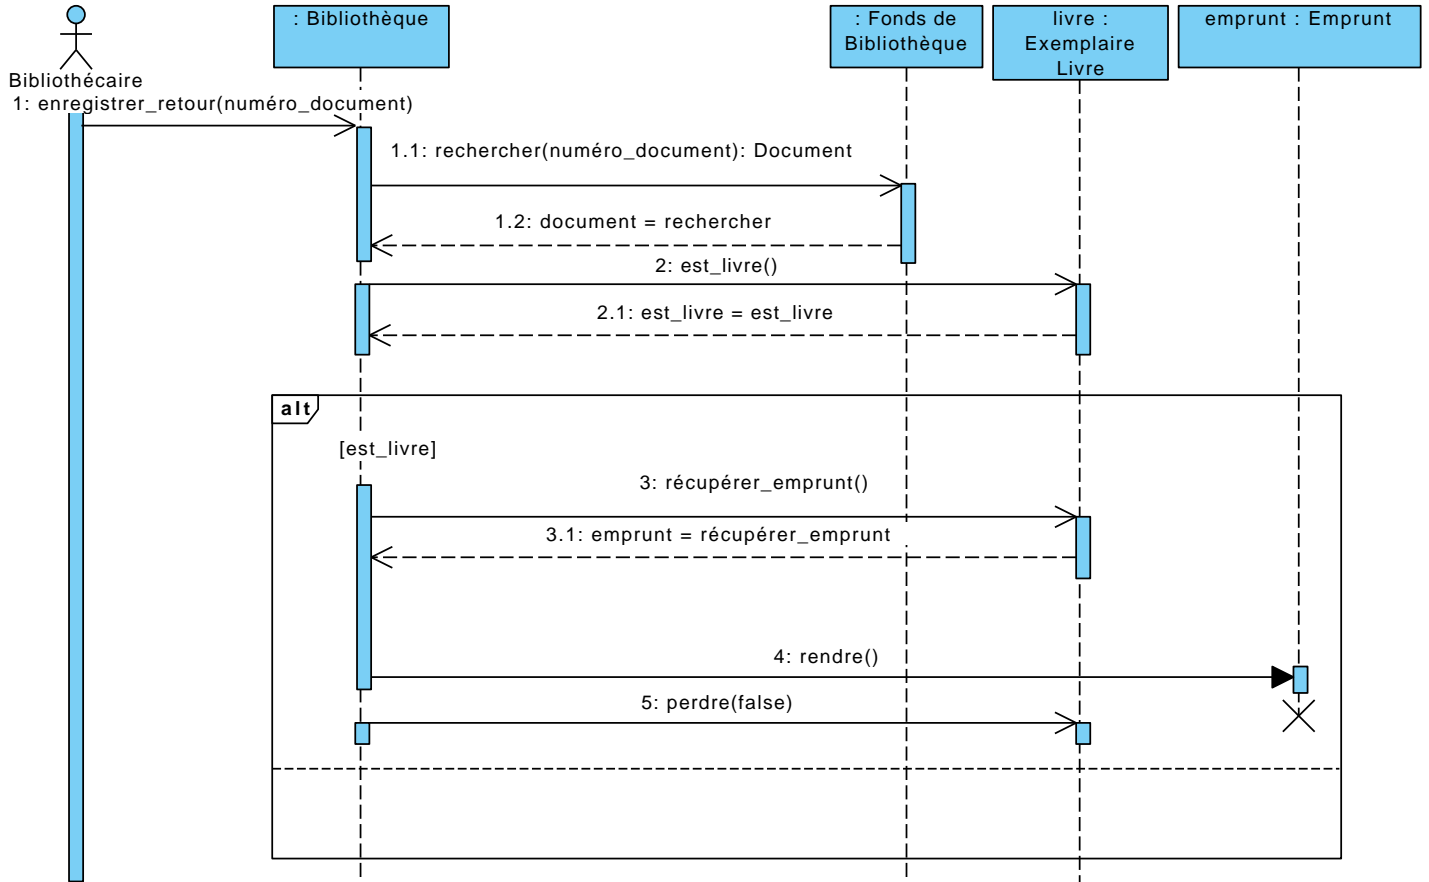 : Bibliothèque
: Fonds de
Bibliothèque
livre :
Exemplaire
Livre
emprunt : Emprunt
Bibliothécaire
1: enregistrer_retour(numéro_document)
1.1: rechercher(numéro_document): Document
1.2: document = rechercher
2: est_livre()
2.1: est_livre = est_livre
alt
[est_livre]
3: récupérer_emprunt()
3.1: emprunt = récupérer_emprunt
4: rendre()
5: perdre(false)